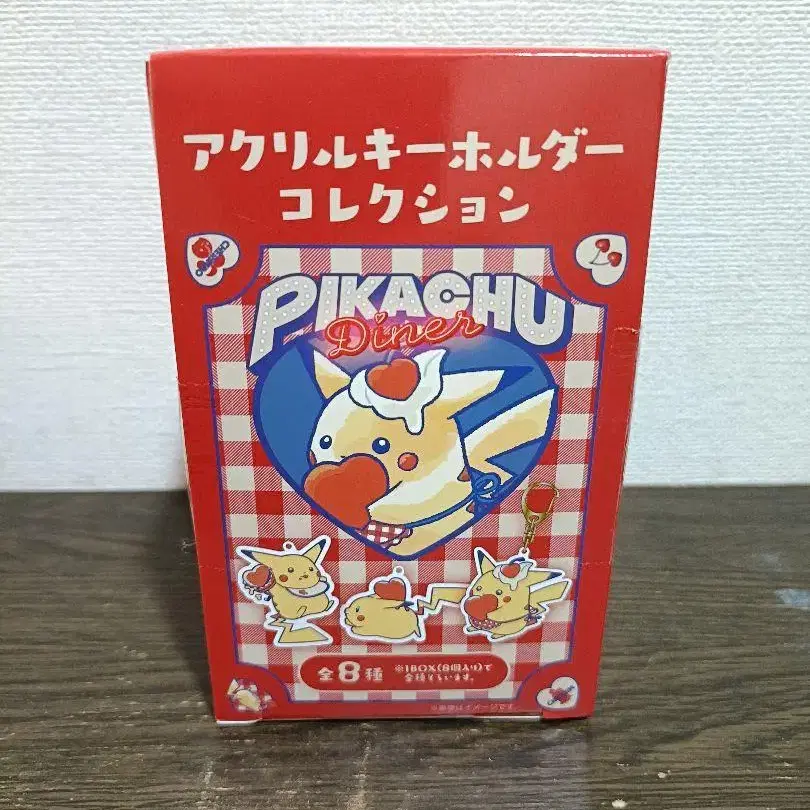 アクリルキーホルダー
コレクション
PIKACHU
Diner
全8種
※1BOX(8個入り)で
全種そろいます。